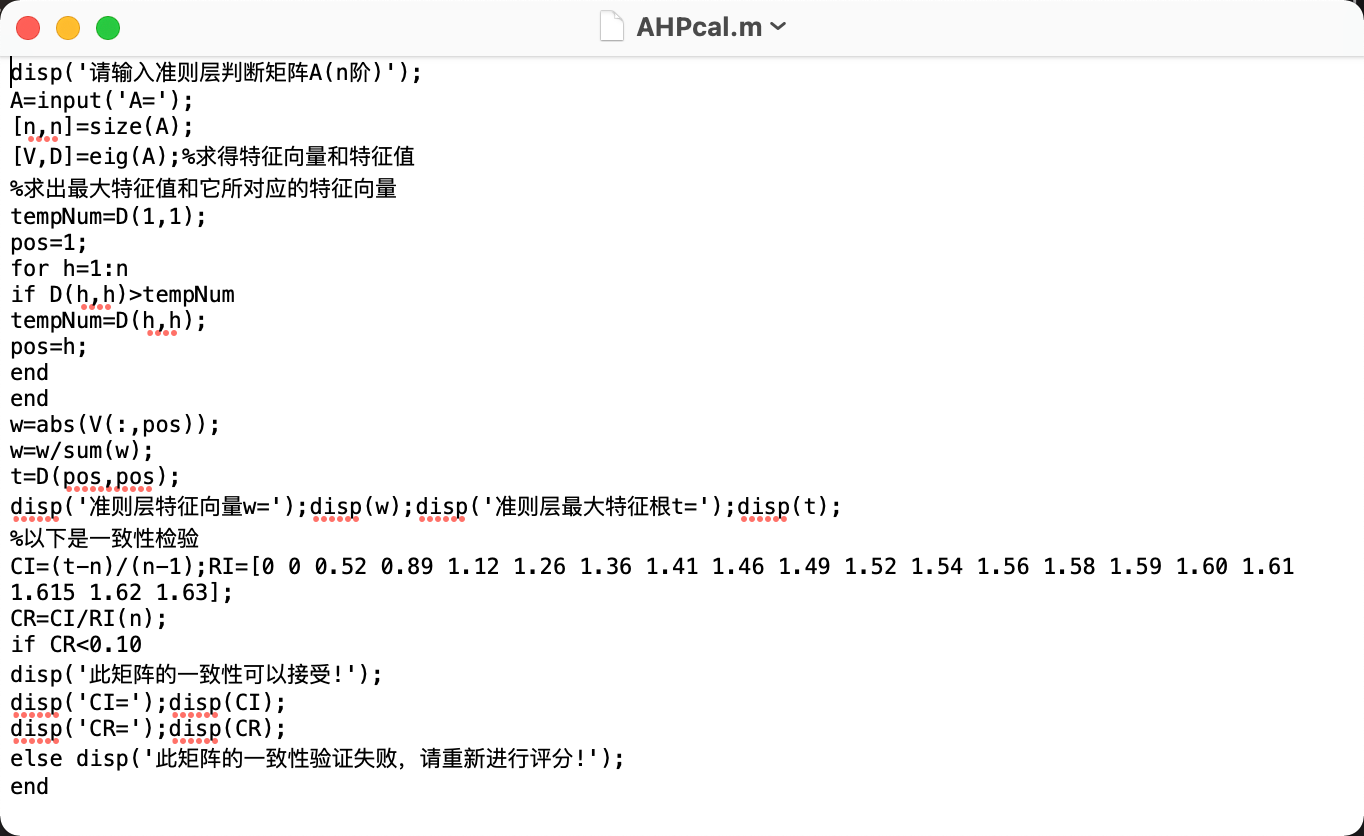 AHPcal.m
disp('请输入准则层判断矩阵A(n阶)');
A=input('A=');
[n,n]=size(A);
[V,D]=eig(A);%求得特征向量和特征值
%求出最大特征值和它所对应的特征向量
tempNum=D(1,1);
pos=1;
for h=1:n
if D(h,h)>tempNum
tempNum=D(h,h);
pos=h;
end
end
w=abs(V(:,pos));
w=w/sum(w);
t=D(pos,pos);
disp('准则层特征向量w=');disp(w);disp('准则层最大特征根t=');disp(t);
%以下是一致性检验
CI=(t-n)/(n-1);RI=[0 0 0.52 0.89 1.12 1.26 1.36 1.41 1.46 1.49 1.52 1.54 1.56 1.58 1.59 1.60 1.61
1.615 1.62 1.63];
CR=CI/RI(n);
if CR<0.10
disp('此矩阵的一致性可以接受!');
disp('CI=');disp(CI);
disp('CR=');disp(CR);
else disp('此矩阵的一致性验证失败，请重新进行评分!');
end